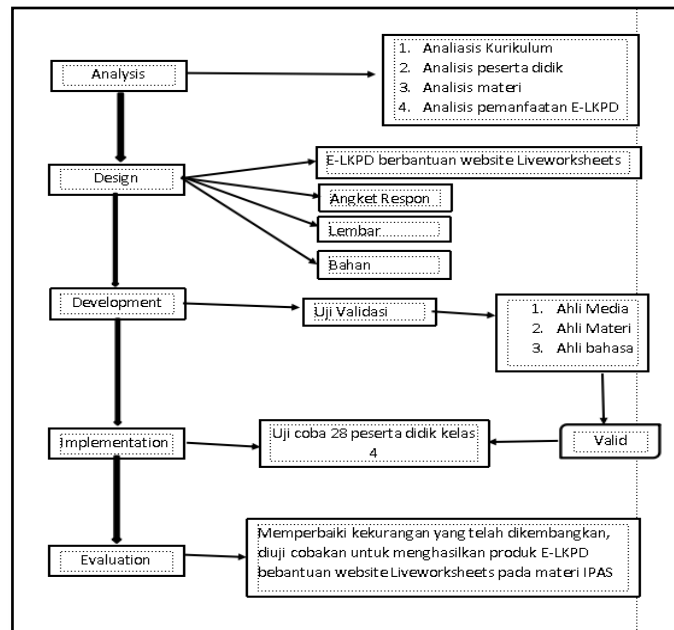 Analysis
1. Analiasis Kurikulum
2. Analisis peserta didik
3. Analisis materi
4. Analisis pemanfaatan E-LKPD
Design
E-LKPD berbantuan website Liveworksheets
Angket Respon
Lembar
Bahan
Development
Uji Validasi
1. Ahli Media
2. Ahli Materi
3. Ahli bahasa
Implementation
Uji coba 28 peserta didik kelas
4
Valid
Evaluation
Memperbaiki kekurangan yang telah dikembangkan,
diuji cobakan untuk menghasilkan produk E-LKPD
bebantuan website Liveworksheets pada materi IPAS